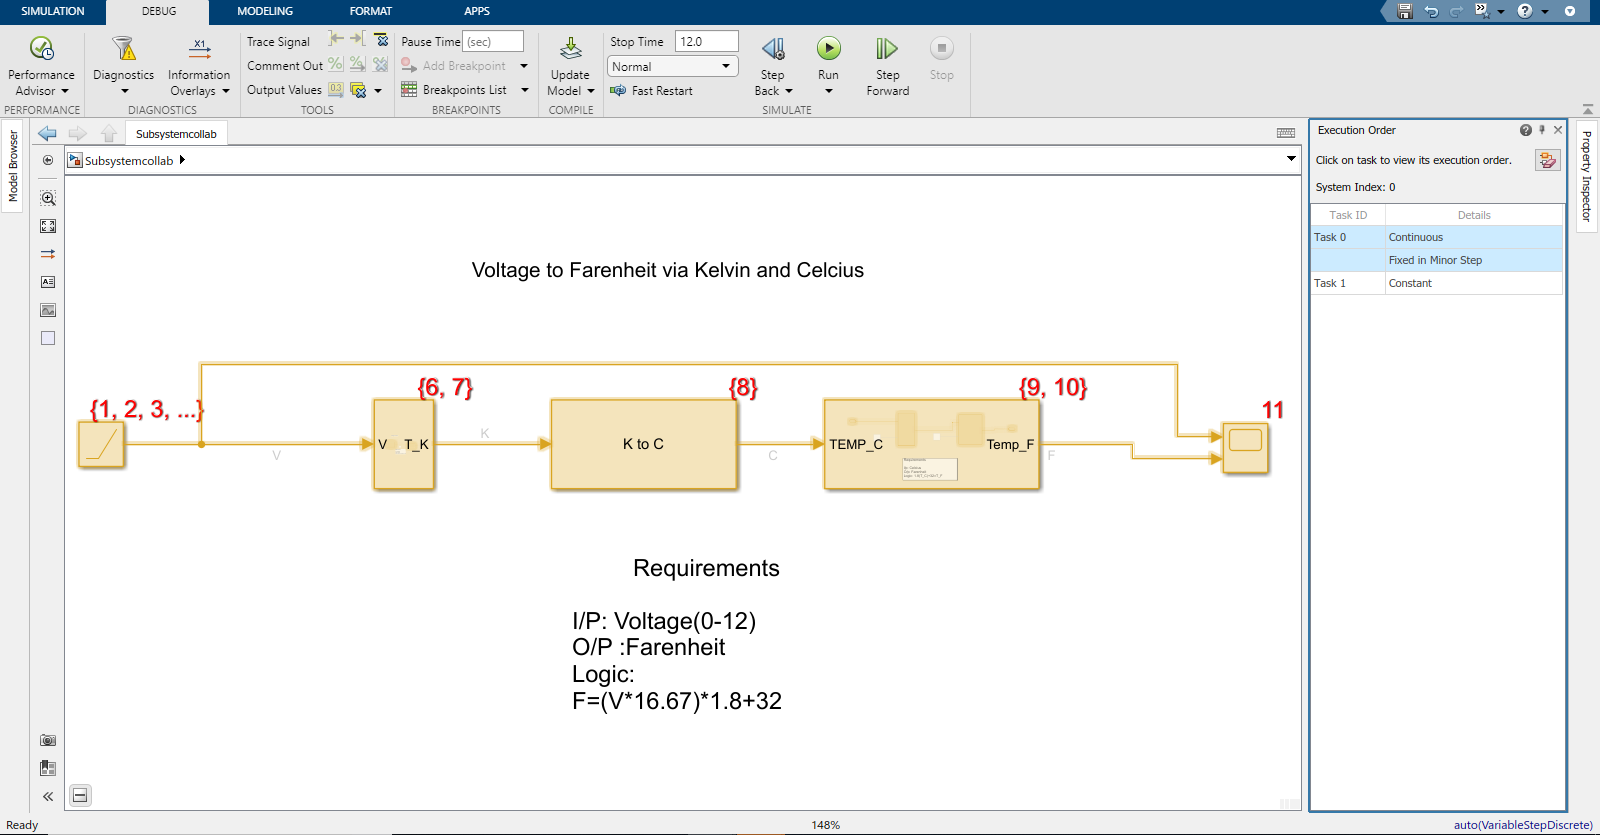 SIMULATION DEBUG MODELING FORMAT APPS
Trace Signal Pause Time (sec) Stop Time 12.0
Comment Out Add Breakpoint Normal
Output Values 0.3 Breakpoints List Fast Restart
Performance Advisor
Diagnostics
X1
Information Overlays
Update Model
Step Back
Run
Step Forward
Stop
PERFORMANCE DIAGNOSTICS TOOLS BREAKPOINTS COMPILE SIMULATE
Model Browser
Subsystemcollab
Subsystemcollab
Voltage to Farenheit via Kelvin and Celcius
{1, 2, 3, ...} {6, 7} {8} {9, 10} 11
V V T_K K K to C C TEMP_C Temp_F F
Requirements
I/P: Voltage(0-12)
O/P :Farenheit
Logic:
F=(V*16.67)*1.8+32
Execution Order
Click on task to view its execution order.
System Index: 0
Task ID Details
Task 0 Continuous
Fixed in Minor Step
Task 1 Constant
Property Inspector
Ready 148% auto(VariableStepDiscrete)